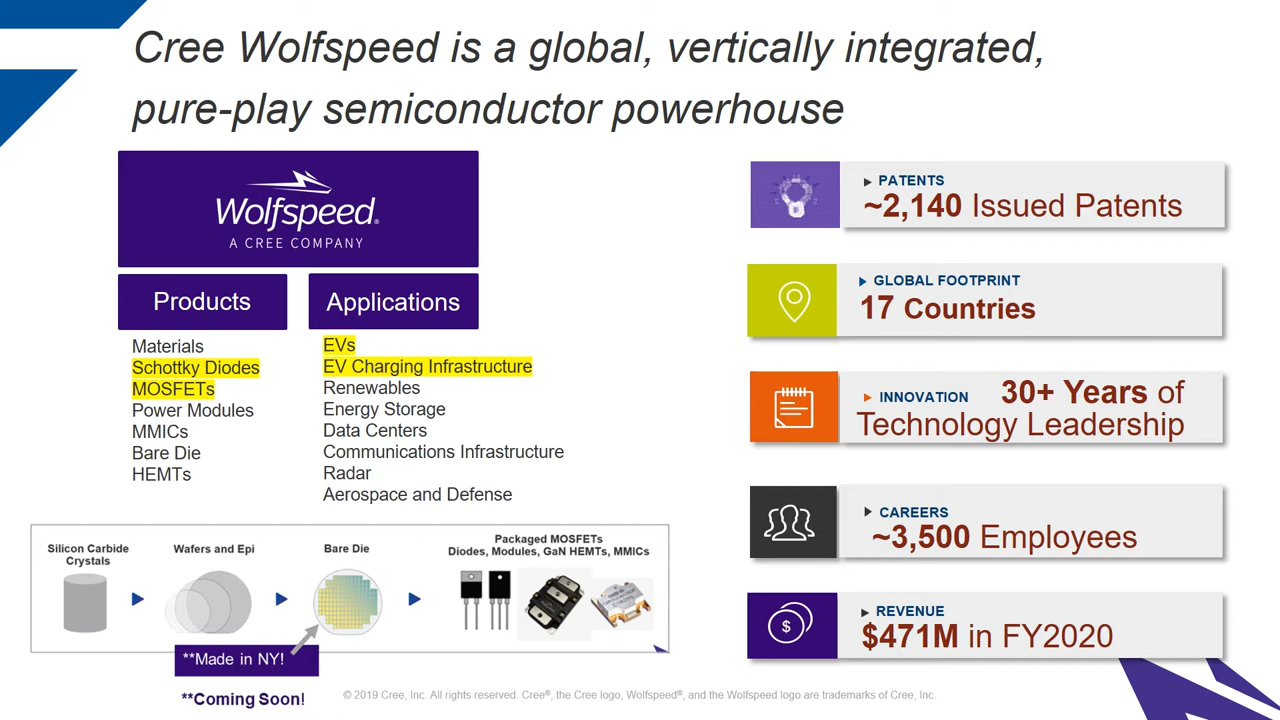 Cree Wolfspeed is a global, vertically integrated,
pure-play semiconductor powerhouse
Wolfspeed®
A CREE COMPANY
Products
Materials
Schottky Diodes
MOSFETs
Power Modules
MMICs
Bare Die
HEMTs
Applications
EVs
EV Charging Infrastructure
Renewables
Energy Storage
Data Centers
Communications Infrastructure
Radar
Aerospace and Defense
Silicon Carbide
Crystals
Wafers and Epi
Bare Die
Packaged MOSFETs
Diodes, Modules, GaN HEMTs, MMICs
**Made in NY!
**Coming Soon!
PATENTS
~2,140 Issued Patents
GLOBAL FOOTPRINT
17 Countries
INNOVATION 30+ Years of
Technology Leadership
CAREERS
~3,500 Employees
$
REVENUE
$471M in FY2020
© 2019 Cree, Inc. All rights reserved. Cree®, the Cree logo, Wolfspeed®, and the Wolfspeed logo are trademarks of Cree, Inc.